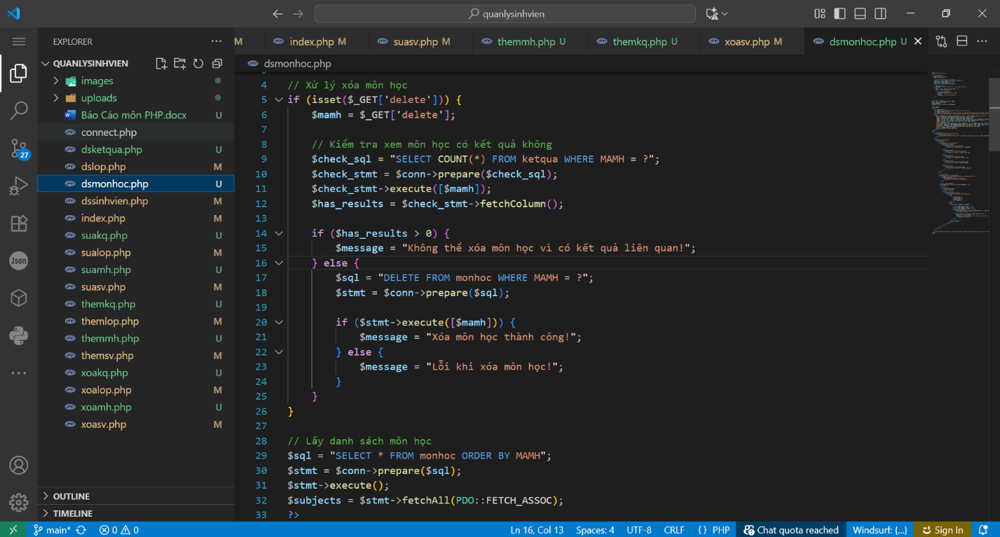 quanlysinhvien
EXPLORER
M
index.php M
suasv.php M
themmh.php U
themkq.php U
xoasv.php M
dsmonhoc.php U
QUANLYSINHVIEN
dsmonhoc.php
images
uploads
Báo Cáo môn PHP.docx U
connect.php
dsketqua.php U
dslop.php M
dsmonhoc.php U
dssinhvien.php M
index.php M
suakq.php U
sualop.php M
suamh.php U
suasv.php M
themkq.php U
themlop.php M
themmh.php U
themsv.php M
xoakq.php U
xoalop.php M
xoamh.php U
xoasv.php M
27
Json
OUTLINE
TIMELINE
4 // Xử lý xóa môn học
5 if (isset($_GET['delete'])) {
6 $mamh = $_GET['delete'];
7
8 // Kiểm tra xem môn học có kết quả không
9 $check_sql = "SELECT COUNT(*) FROM ketqua WHERE MAMH = ?";
10 $check_stmt = $conn->prepare($check_sql);
11 $check_stmt->execute([$mamh]);
12 $has_results = $check_stmt->fetchColumn();
13
14 if ($has_results > 0) {
15 $message = "Không thể xóa môn học vì có kết quả liên quan!";
16 } else {
17 $sql = "DELETE FROM monhoc WHERE MAMH = ?";
18 $stmt = $conn->prepare($sql);
19
20 if ($stmt->execute([$mamh])) {
21 $message = "Xóa môn học thành công!";
22 } else {
23 $message = "Lỗi khi xóa môn học!";
24 }
25 }
26 }
27
28 // Lấy danh sách môn học
29 $sql = "SELECT * FROM monhoc ORDER BY MAMH";
30 $stmt = $conn->prepare($sql);
31 $stmt->execute();
32 $subjects = $stmt->fetchAll(PDO::FETCH_ASSOC);
33 ?>
main* 0 0 Ln 16, Col 13 Spaces: 4 UTF-8 CRLF {} PHP Chat quota reached Windsurf: {...} Sign In